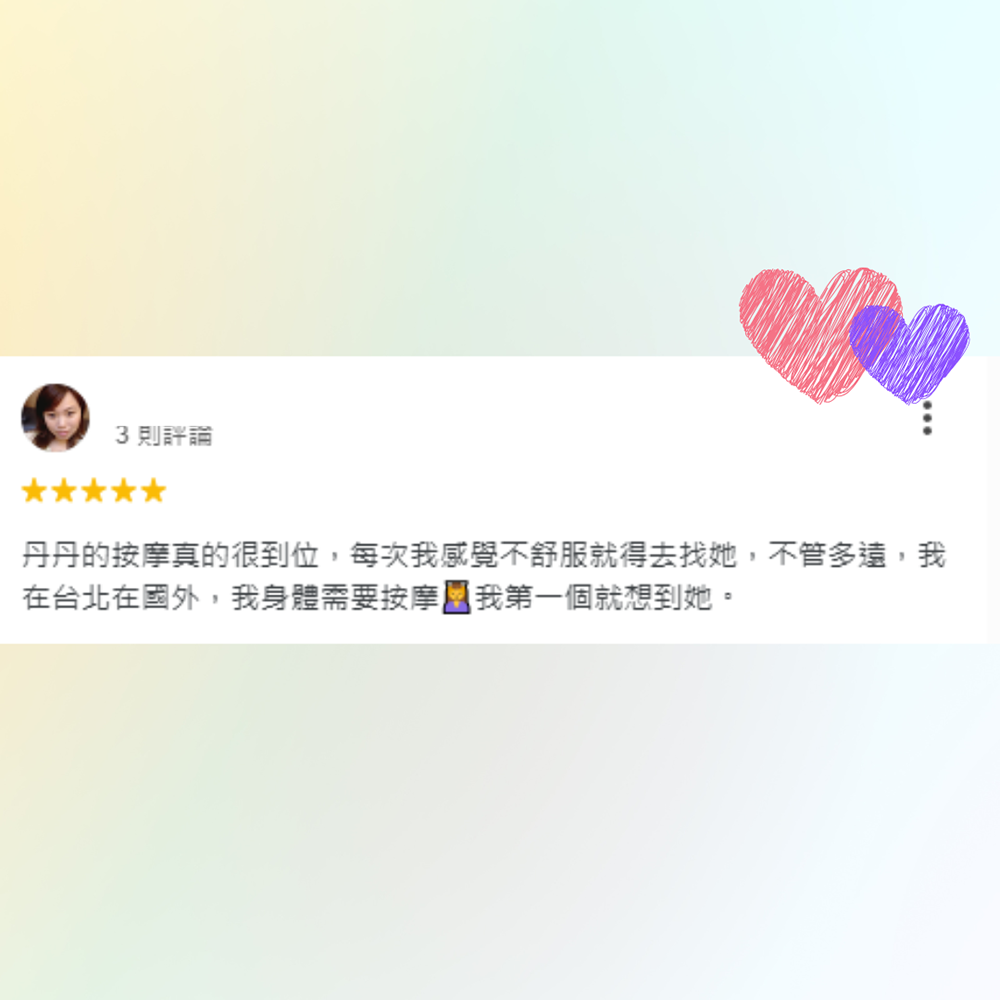 3 則評論
丹丹的按摩真的很到位，每次我感覺不舒服就得去找她，不管多遠，我
在台北在國外，我身體需要按摩💆我第一個就想到她。